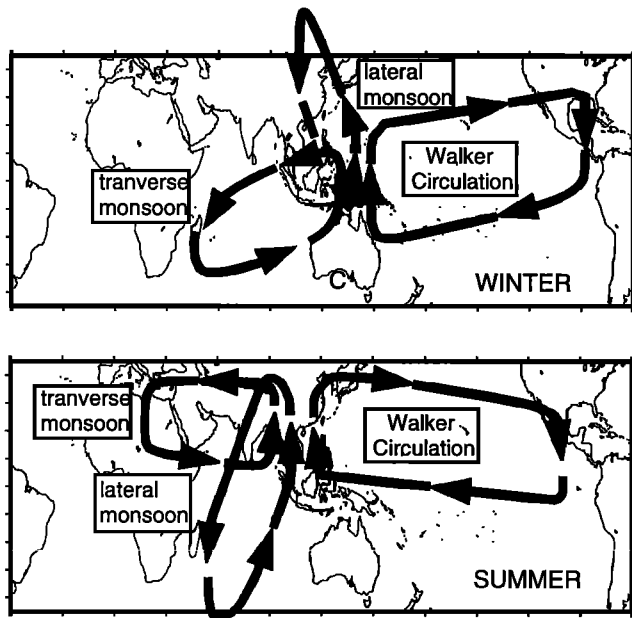 lateral
monsoon
Walker
Circulation
tranverse
monsoon
C
WINTER
tranverse
monsoon
Walker
Circulation
lateral
monsoon
SUMMER